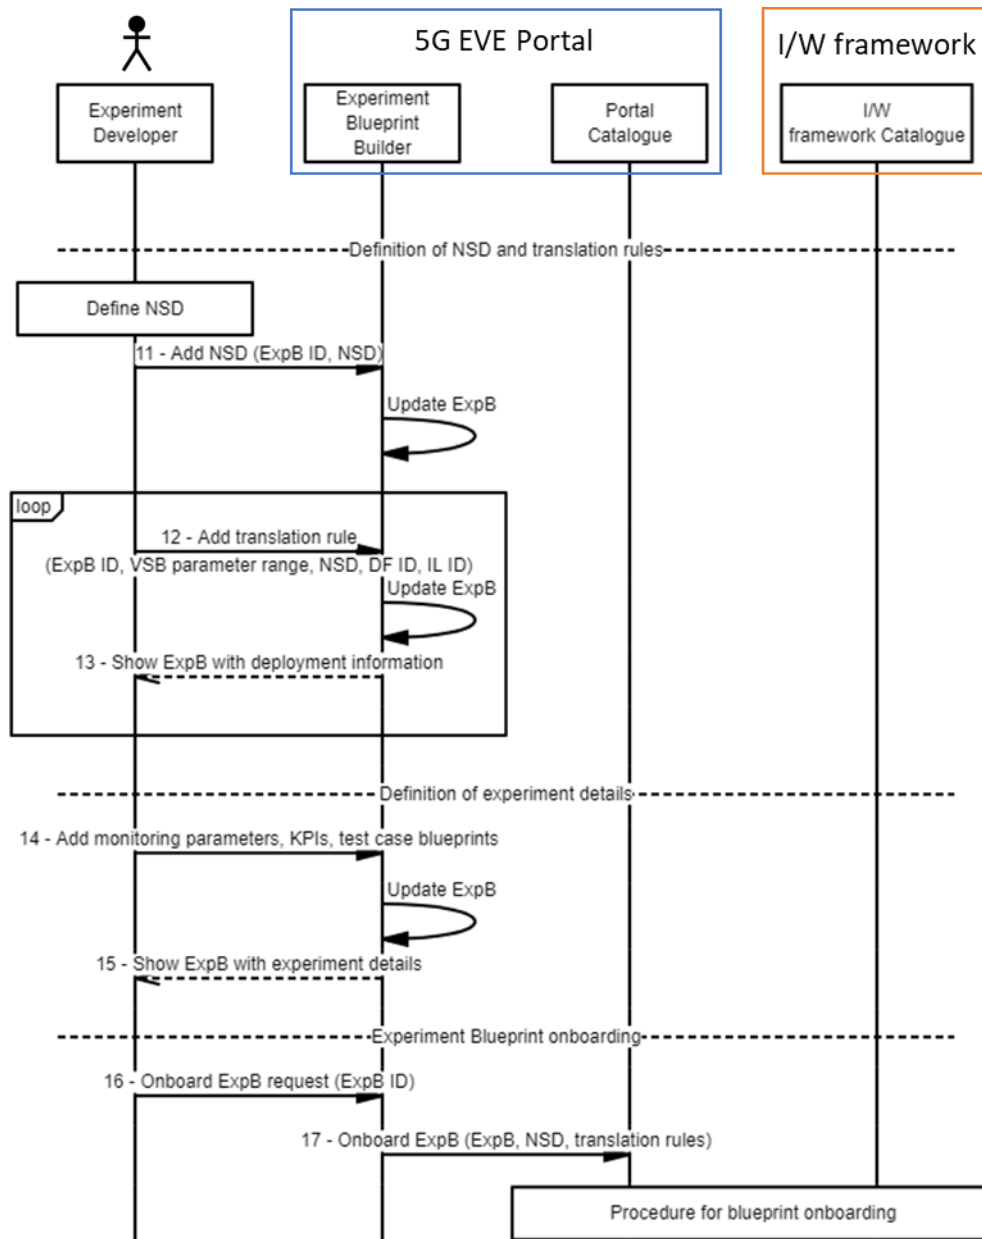 5G EVE Portal
I/W framework
Experiment
Developer
Experiment
Blueprint
Builder
Portal
Catalogue
I/W
framework Catalogue
Definition of NSD and translation rules
Define NSD
11 - Add NSD (ExpB ID, NSD)
Update ExpB
loop
12 - Add translation rule
(ExpB ID, VSB parameter range, NSD, DF ID, IL ID)
Update ExpB
13 - Show ExpB with deployment information
Definition of experiment details
14 - Add monitoring parameters, KPIs, test case blueprints
Update ExpB
15 - Show ExpB with experiment details
Experiment Blueprint onboarding
16 - Onboard ExpB request (ExpB ID)
17 - Onboard ExpB (ExpB, NSD, translation rules)
Procedure for blueprint onboarding